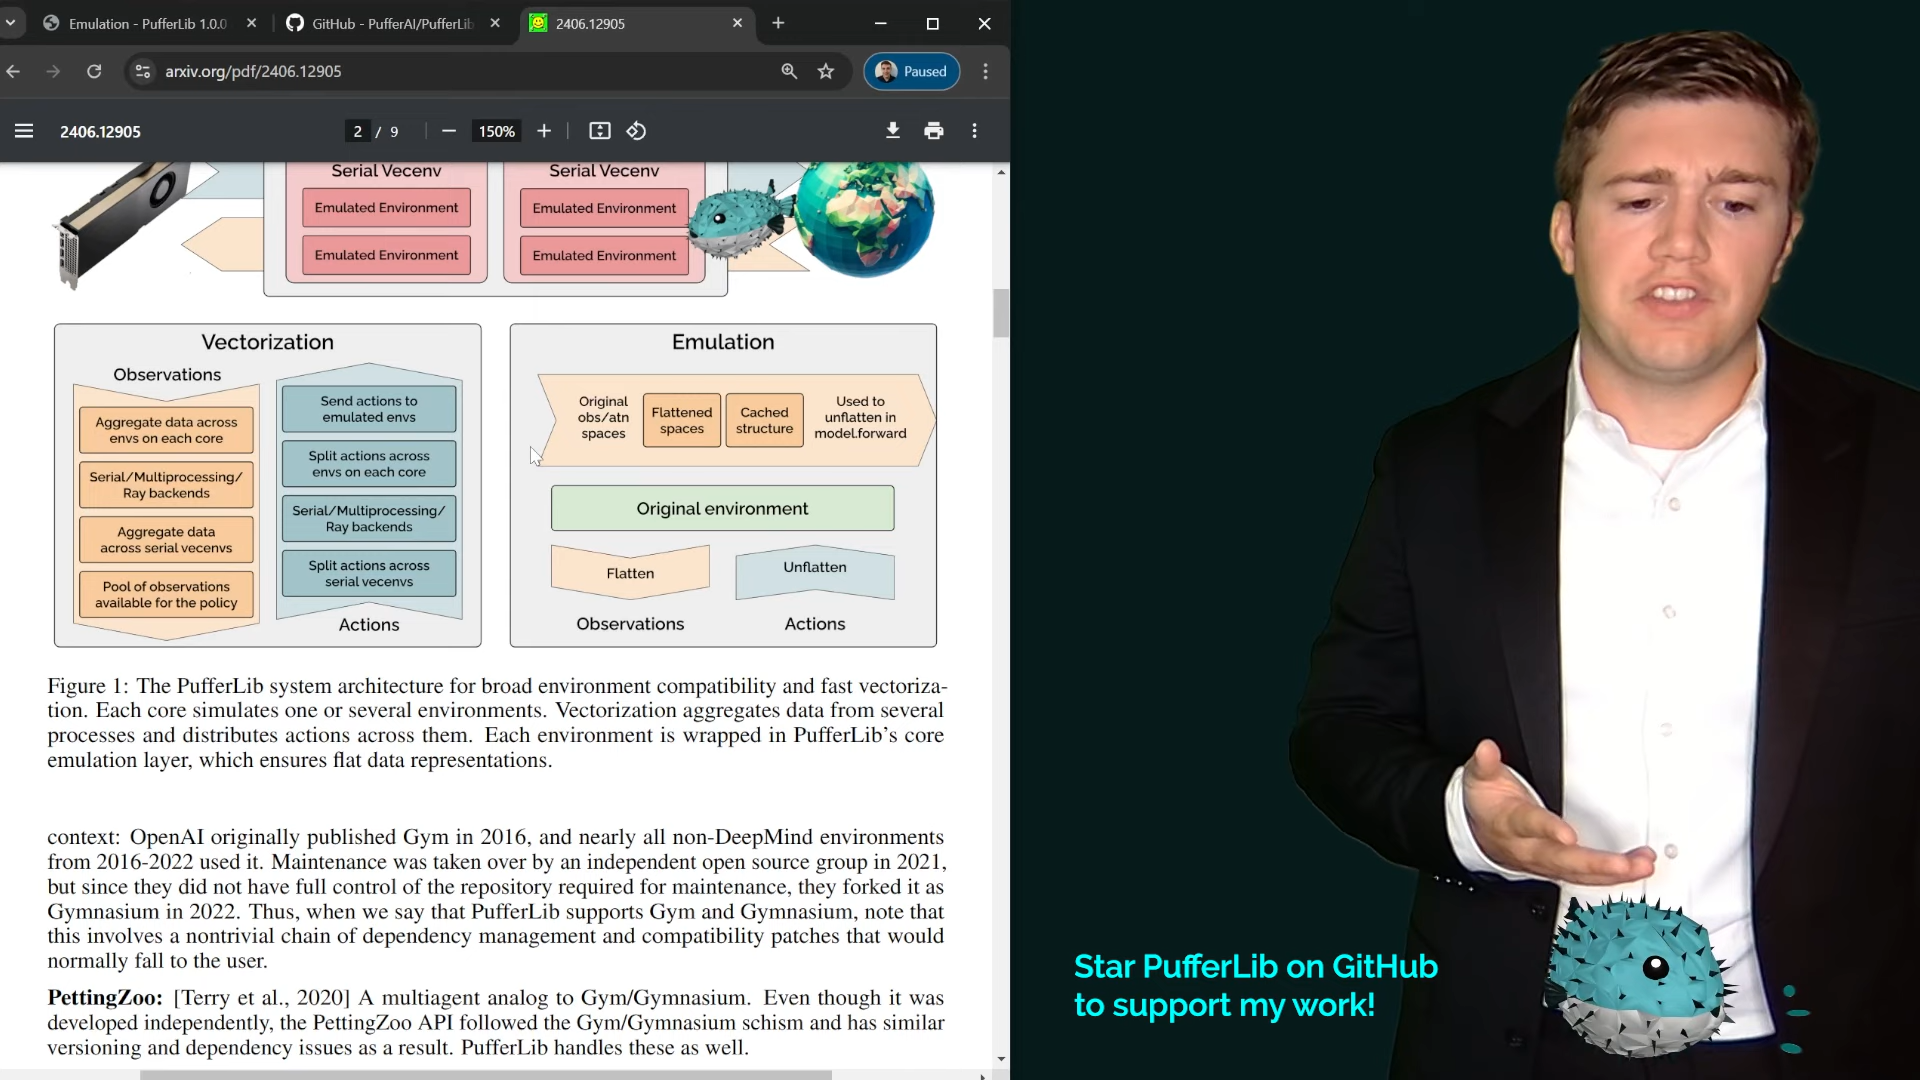 Emulation - PufferLib 1.0.0
GitHub - PufferAI/PufferLib
2406.12905
arxiv.org/pdf/2406.12905
Paused
2406.12905
2 / 9
150%
Serial Vecenv
Serial Vecenv
Emulated Environment
Emulated Environment
Emulated Environment
Emulated Environment
Vectorization
Observations
Aggregate data across
envs on each core
Serial/Multiprocessing/
Ray backends
Aggregate data
across serial vecenvs
Pool of observations
available for the policy
Send actions to
emulated envs
Split actions across
envs on each core
Serial/Multiprocessing/
Ray backends
Split actions across
serial vecenvs
Actions
Emulation
Original
obs/atn
spaces
Flattened
spaces
Cached
structure
Used to
unflatten in
model.forward
Original environment
Flatten
Unflatten
Observations
Actions
Figure 1: The PufferLib system architecture for broad environment compatibility and fast vectoriza-
tion. Each core simulates one or several environments. Vectorization aggregates data from several
processes and distributes actions across them. Each environment is wrapped in PufferLib's core
emulation layer, which ensures flat data representations.
context: OpenAI originally published Gym in 2016, and nearly all non-DeepMind environments
from 2016-2022 used it. Maintenance was taken over by an independent open source group in 2021,
but since they did not have full control of the repository required for maintenance, they forked it as
Gymnasium in 2022. Thus, when we say that PufferLib supports Gym and Gymnasium, note that
this involves a nontrivial chain of dependency management and compatibility patches that would
normally fall to the user.
PettingZoo: [Terry et al., 2020] A multiagent analog to Gym/Gymnasium. Even though it was
developed independently, the PettingZoo API followed the Gym/Gymnasium schism and has similar
versioning and dependency issues as a result. PufferLib handles these as well.
Star PufferLib on GitHub
to support my work!